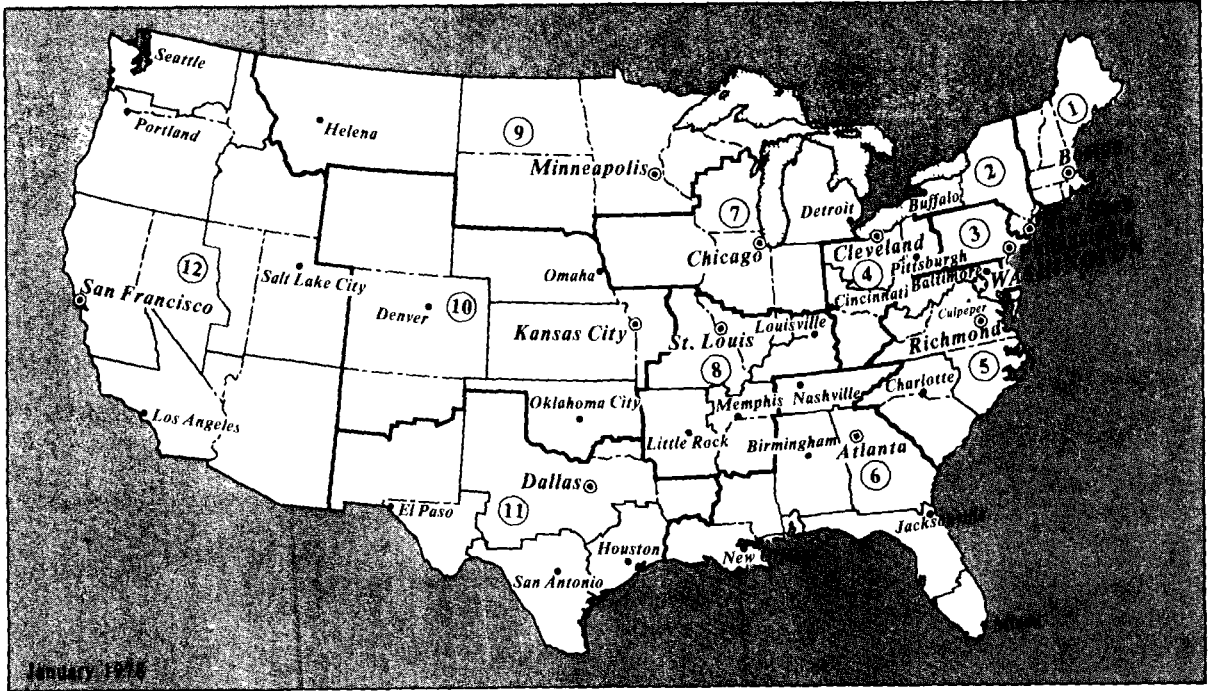 Seattle
Portland
Helena
9
1
Minneapolis
2
Buffalo
7
Detroit
3
Chicago
Cleveland
4
Pittsburgh
Baltimore
Cincinnati
12
Salt Lake City
San Francisco
Omaha
10
Denver
Culpeper
Kansas City
St. Louis
Louisville
Richmond
8
5
Charlotte
Oklahoma City
Memphis
Nashville
Los Angeles
Little Rock
Birmingham
Atlanta
6
Dallas
El Paso
11
Houston
New
San Antonio
January